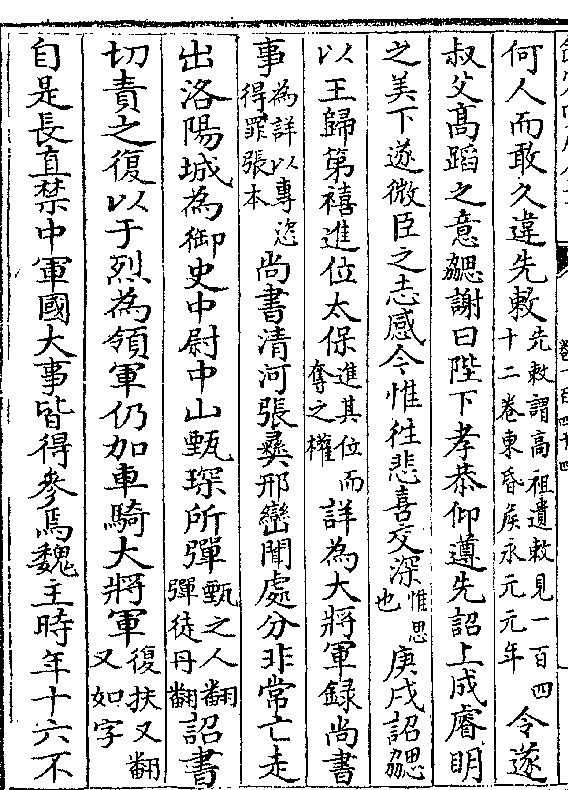 何人而敢久違先敕先敕謂高祖遺敕見一百四十二卷東昏侯永元元年今遂
叔父髙蹈之意勰謝曰陛下孝恭仰遵先詔上成睿明
之美下遂微臣之志感今惟往悲喜交深惟思也庚戌詔勰
以王歸第禧進位太保進其位而奪之權詳為大將軍録尚書
事為詳以專恣得罪張本尚書清河張彝邢巒聞處分非常亡走
出洛陽城為御史中尉中山甄琛所彈甄之人翻彈徒丹翻詔書
切責之復以于烈為領軍仍加車騎大將軍復扶又翻又如字
自是長直禁中軍國大事皆得參焉魏主時年十六不